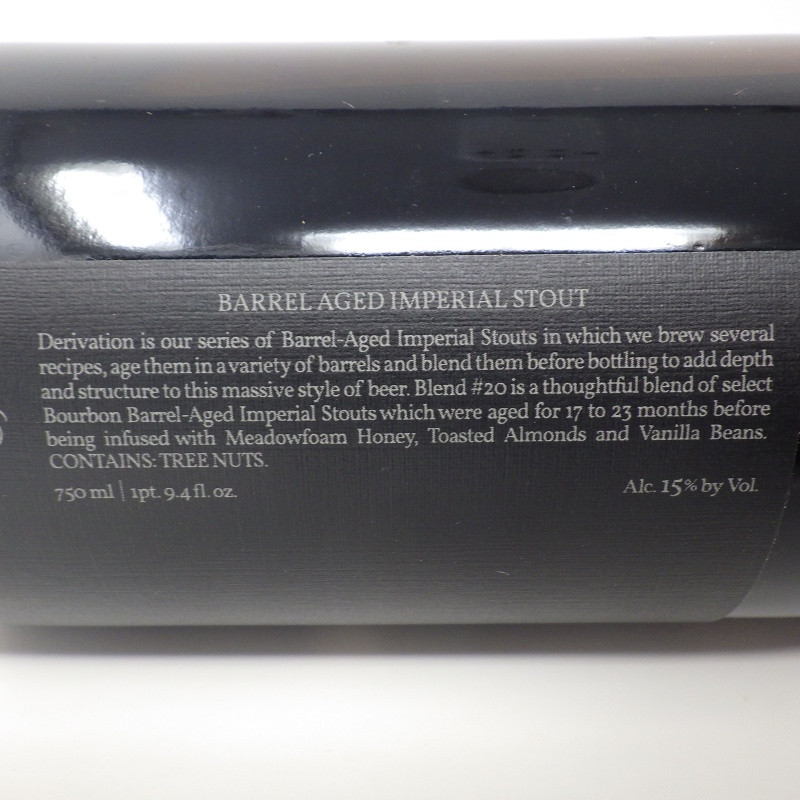 BARREL AGED IMPERIAL STOUT
Derivation is our series of Barrel-Aged Imperial Stouts in which we brew several
recipes, age them in a variety of barrels and blend them before bottling to add depth
and structure to this massive style of beer. Blend #20 is a thoughtful blend of select
Bourbon Barrel-Aged Imperial Stouts which were aged for 17 to 23 months before
being infused with Meadowfoam Honey, Toasted Almonds and Vanilla Beans.
CONTAINS: TREE NUTS.
750 ml | 1pt. 9.4 fl. oz. Alc. 15% by Vol.